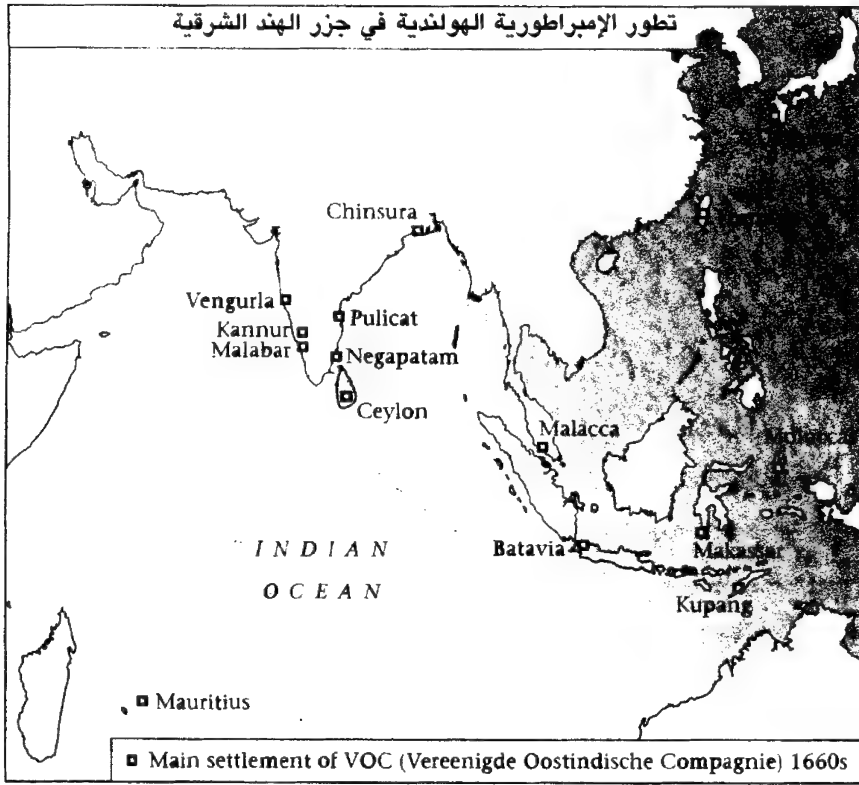 تطور الإمبراطورية الهولندية في جزر الهند الشرقية
Chinsura
Vengurla
Pulicat
Kannur
Malabar
Negapatam
Ceylon
Malacca
INDIAN
OCEAN
Batavia
Makassar
Kupang
Mauritius
Main settlement of VOC (Vereenigde Oostindische Compagnie) 1660s